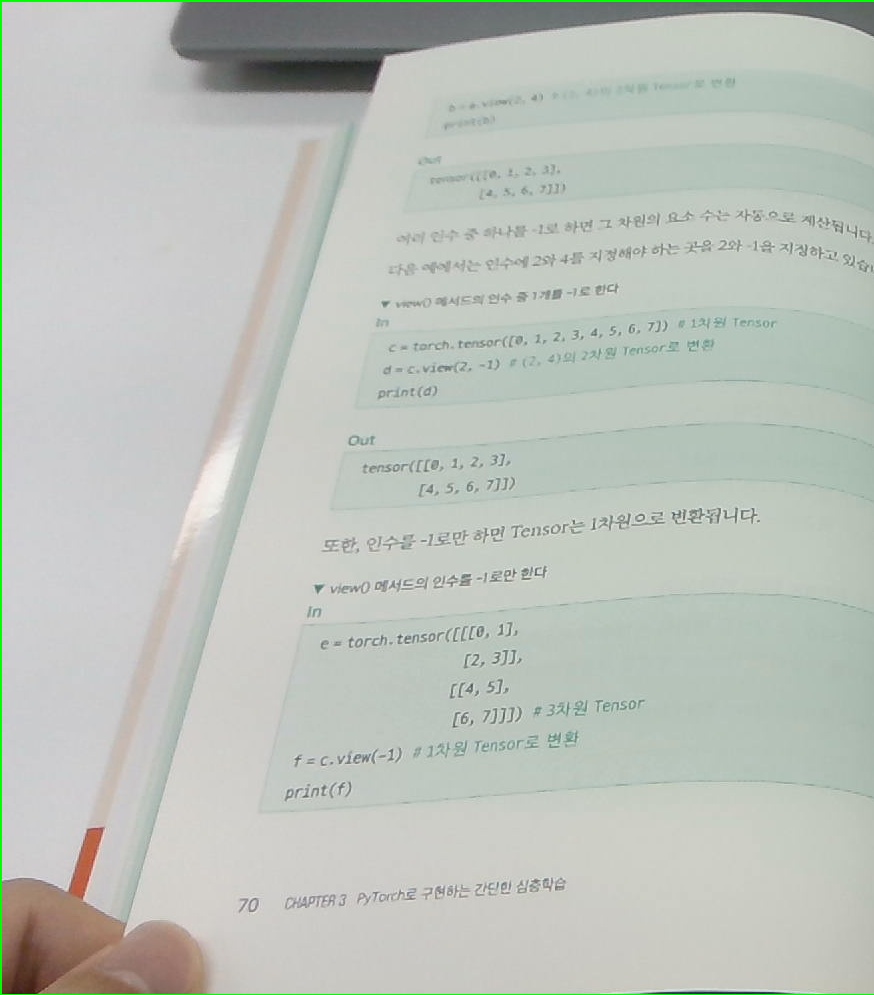 b = a.view(2, 4) # (2, 4)의 2차원 Tensor로 변환
print(b)
Out
tensor([[0, 1, 2, 3],
[4, 5, 6, 7]])
여러 인수 중 하나를 -1로 하면 그 차원의 요소 수는 자동으로 계산됩니다.
다음 예에서는 인수에 2와 4를 지정해야 하는 곳을 2와 -1을 지정하고
▼ view() 메서드의 인수 중 1개를 -1로 한다
In
c = torch.tensor([0, 1, 2, 3, 4, 5, 6, 7]) # 1차원 Tensor
d = c.view(2, -1) # (2, 4)의 2차원 Tensor로 변환
print(d)
Out
tensor([[0, 1, 2, 3],
[4, 5, 6, 7]])
또한, 인수를 -1로만 하면 Tensor는 1차원으로 변환됩니다.
▼ view() 메서드의 인수를 -1로만 한다
In
e = torch.tensor([[[0, 1],
[2, 3]],
[[4, 5],
[6, 7]]]) # 3차원 Tensor
f = c.view(-1) # 1차원 Tensor로 변환
print(f)
70 CHAPTER 3 PyTorch로 구현하는 간단한 심층학습